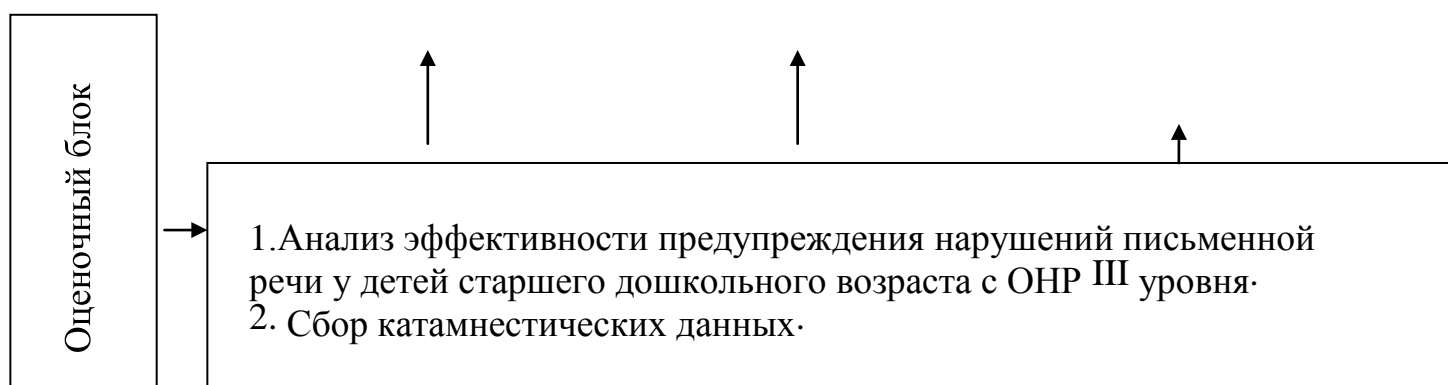 Оценочный блок
1.Анализ эффективности предупреждения нарушений письменной
речи у детей старшего дошкольного возраста с ОНР III уровня.
2. Сбор катамнестических данных.